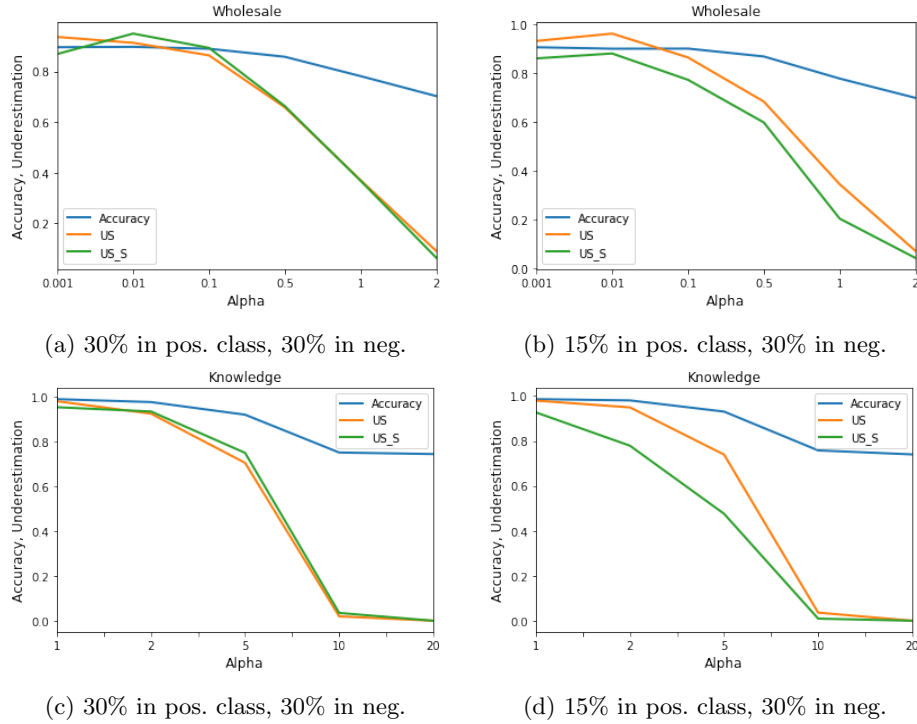 Wholesale
Accuracy, Underestimation
0.8
0.6
0.4
0.2
Accuracy
US
US_S
0.001 0.01 0.1 0.5 1 2
Alpha
(a) 30% in pos. class, 30% in neg.
Wholesale
Accuracy, Underestimation
1.0
0.8
0.6
0.4
0.2
0.0
Accuracy
US
US_S
0.001 0.01 0.1 0.5 1 2
Alpha
(b) 15% in pos. class, 30% in neg.
Knowledge
Accuracy, Underestimation
1.0
0.8
0.6
0.4
0.2
0.0
Accuracy
US
US_S
1 2 5 10 20
Alpha
(c) 30% in pos. class, 30% in neg.
Knowledge
Accuracy, Underestimation
1.0
0.8
0.6
0.4
0.2
0.0
Accuracy
US
US_S
1 2 5 10 20
Alpha
(d) 15% in pos. class, 30% in neg.